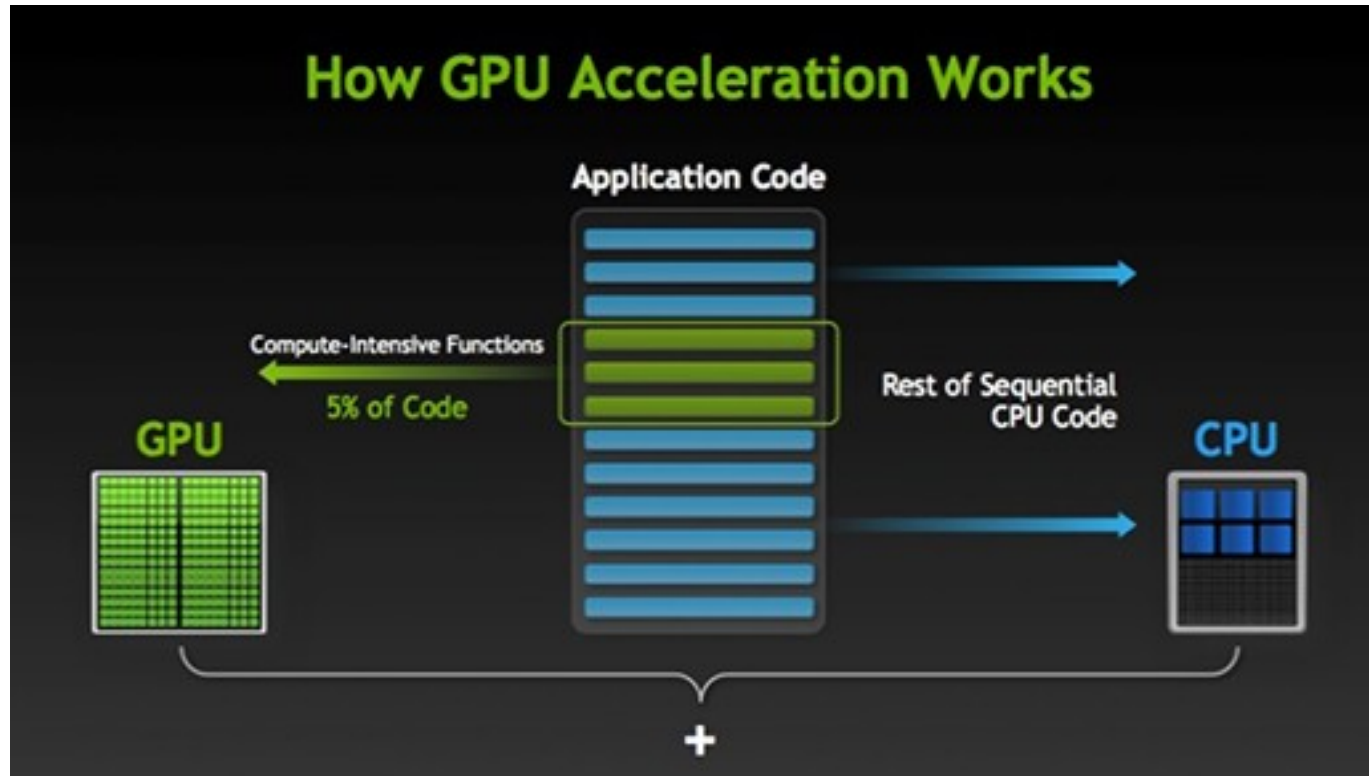 How GPU Acceleration Works
Application Code
Compute-Intensive Functions
5% of Code
Rest of Sequential
CPU Code
GPU
CPU
+